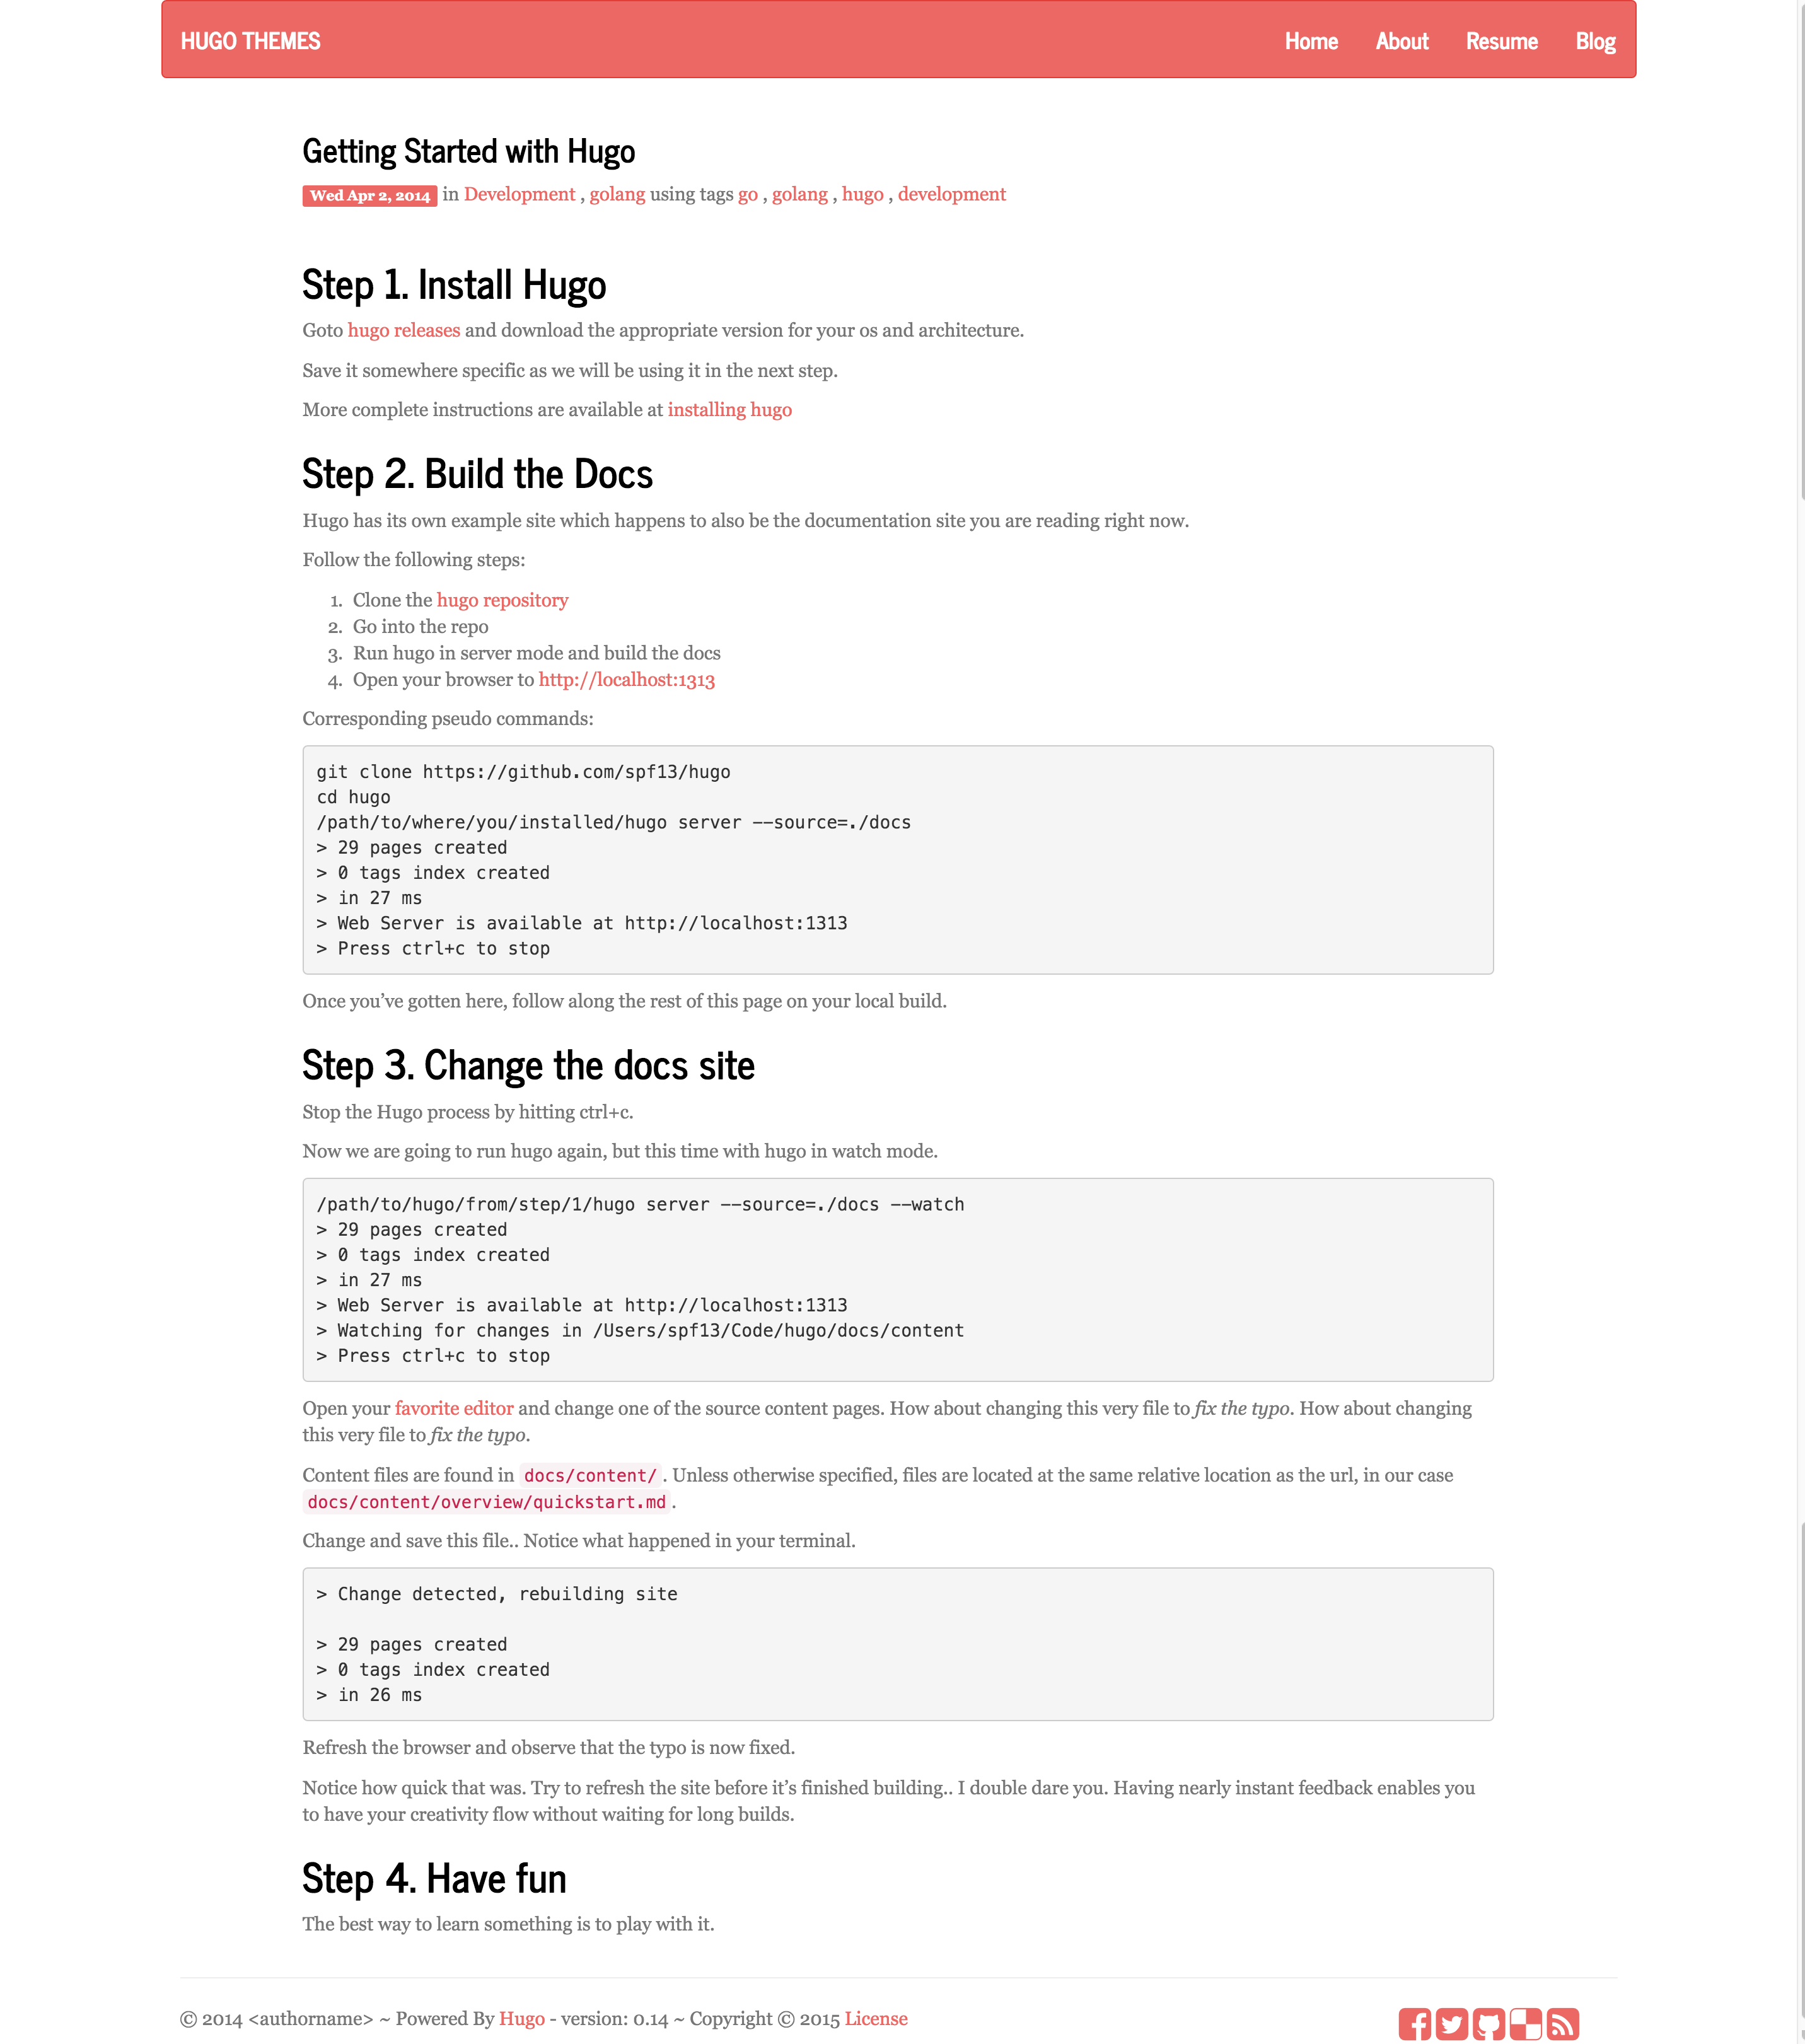 HUGO THEMES
Home About Resume Blog
Getting Started with Hugo
Wed Apr 2, 2014 in Development , golang using tags go , golang , hugo , development
Step 1. Install Hugo
Goto hugo releases and download the appropriate version for your os and architecture.
Save it somewhere specific as we will be using it in the next step.
More complete instructions are available at installing hugo
Step 2. Build the Docs
Hugo has its own example site which happens to also be the documentation site you are reading right now.
Follow the following steps:
1. Clone the hugo repository
2. Go into the repo
3. Run hugo in server mode and build the docs
4. Open your browser to http://localhost:1313
Corresponding pseudo commands:
git clone https://github.com/spf13/hugo
cd hugo
/path/to/where/you/installed/hugo server --source=./docs
> 29 pages created
> 0 tags index created
> in 27 ms
> Web Server is available at http://localhost:1313
> Press ctrl+c to stop
Once you’ve gotten here, follow along the rest of this page on your local build.
Step 3. Change the docs site
Stop the Hugo process by hitting ctrl+c.
Now we are going to run hugo again, but this time with hugo in watch mode.
/path/to/hugo/from/step/1/hugo server --source=./docs --watch
> 29 pages created
> 0 tags index created
> in 27 ms
> Web Server is available at http://localhost:1313
> Watching for changes in /Users/spf13/Code/hugo/docs/content
> Press ctrl+c to stop
Open your favorite editor and change one of the source content pages. How about changing this very file to fix the typo. How about changing
this very file to fix the typo.
Content files are found in docs/content/. Unless otherwise specified, files are located at the same relative location as the url, in our case
docs/content/overview/quickstart.md.
Change and save this file.. Notice what happened in your terminal.
> Change detected, rebuilding site
> 29 pages created
> 0 tags index created
> in 26 ms
Refresh the browser and observe that the typo is now fixed.
Notice how quick that was. Try to refresh the site before it’s finished building.. I double dare you. Having nearly instant feedback enables you
to have your creativity flow without waiting for long builds.
Step 4. Have fun
The best way to learn something is to play with it.
© 2014 <authorname> ~ Powered By Hugo - version: 0.14 ~ Copyright © 2015 License